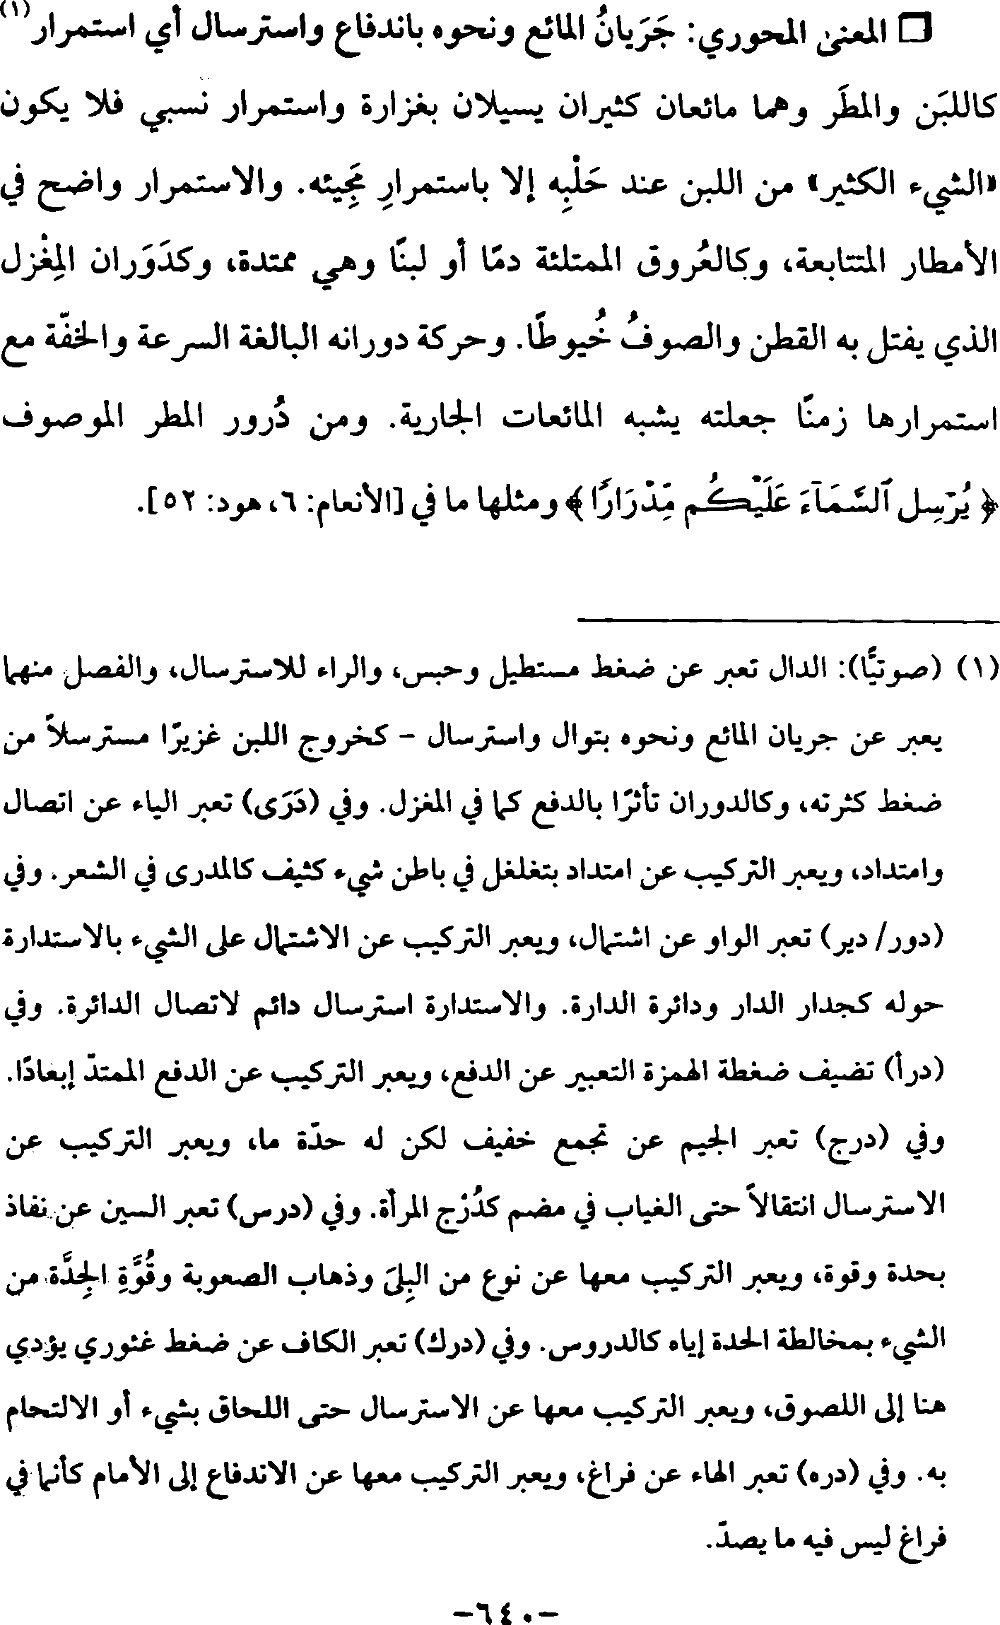 □ المعنى المحوري: جَرَيانُ المائع ونحوه باندفاع واسترسال أي استمرار(١)
كاللبَن والمطَر وهما مائعان كثيران يسيلان بغزارة واستمرار نسبي فلا يكون
«الشيء الكثير» من اللبن عند حَلْبِه إلا باستمرارِ مَجِيئه. والاستمرار واضح في
الأمطار المتتابعة، وكالعُروق الممتلئة دمًا أو لبنًا وهي ممتدة، وكدَوَران المِغْزل
الذي يفتل به القطن والصوفُ خُيوطًا. وحركة دورانه البالغة السرعة والخفّة مع
استمرارها زمنًا جعلته يشبه المائعات الجارية. ومن دُرور المطر الموصوف
﴿ يُرْسِلِ ٱلسَّمَآءَ عَلَيْكُم مِّدْرَارًا ﴾ ومثلها ما في [الأنعام: ٦، هود: ٥٢].
(١) (صوتيًّا): الدال تعبر عن ضغط مستطيل وحبس، والراء للاسترسال، والفصل منهما
يعبر عن جريان المائع ونحوه بتوال واسترسال – كخروج اللبن غزيرًا مسترسلاً من
ضغط كثرته، وكالدوران تأثرًا بالدفع كما في المغزل. وفي (دَرَى) تعبر الياء عن اتصال
وامتداد، ويعبر التركيب عن امتداد بتغلغل في باطن شيء كثيف كالمدرى في الشعر. وفي
(دور/ دير) تعبر الواو عن اشتمال، ويعبر التركيب عن الاشتمال على الشيء بالاستدارة
حوله كجدار الدار ودائرة الدارة. والاستدارة استرسال دائم لاتصال الدائرة. وفي
(درأ) تضيف ضغطة الهمزة التعبير عن الدفع، ويعبر التركيب عن الدفع الممتدّ إبعادًا.
وفي (درج) تعبر الجيم عن تجمع خفيف لكن له حدّة ما، ويعبر التركيب عن
الاسترسال انتقالاً حتى الغياب في مضم كدُرْج المرأة. وفي (درس) تعبر السين عن نفاذ
بحدة وقوة، ويعبر التركيب معها عن نوع من البِلَى وذهاب الصعوبة وقُوَّةِ الجِدَّة من
الشيء بمخالطة الحدة إياه كالدروس. وفي (درك) تعبر الكاف عن ضغط غئوري يؤدي
هنا إلى اللصوق، ويعبر التركيب معها عن الاسترسال حتى اللحاق بشيء أو الالتحام
به. وفي (دره) تعبر الهاء عن فراغ، ويعبر التركيب معها عن الاندفاع إلى الأمام كأنما في
فراغ ليس فيه ما يصدّ.
–٦٤٠–